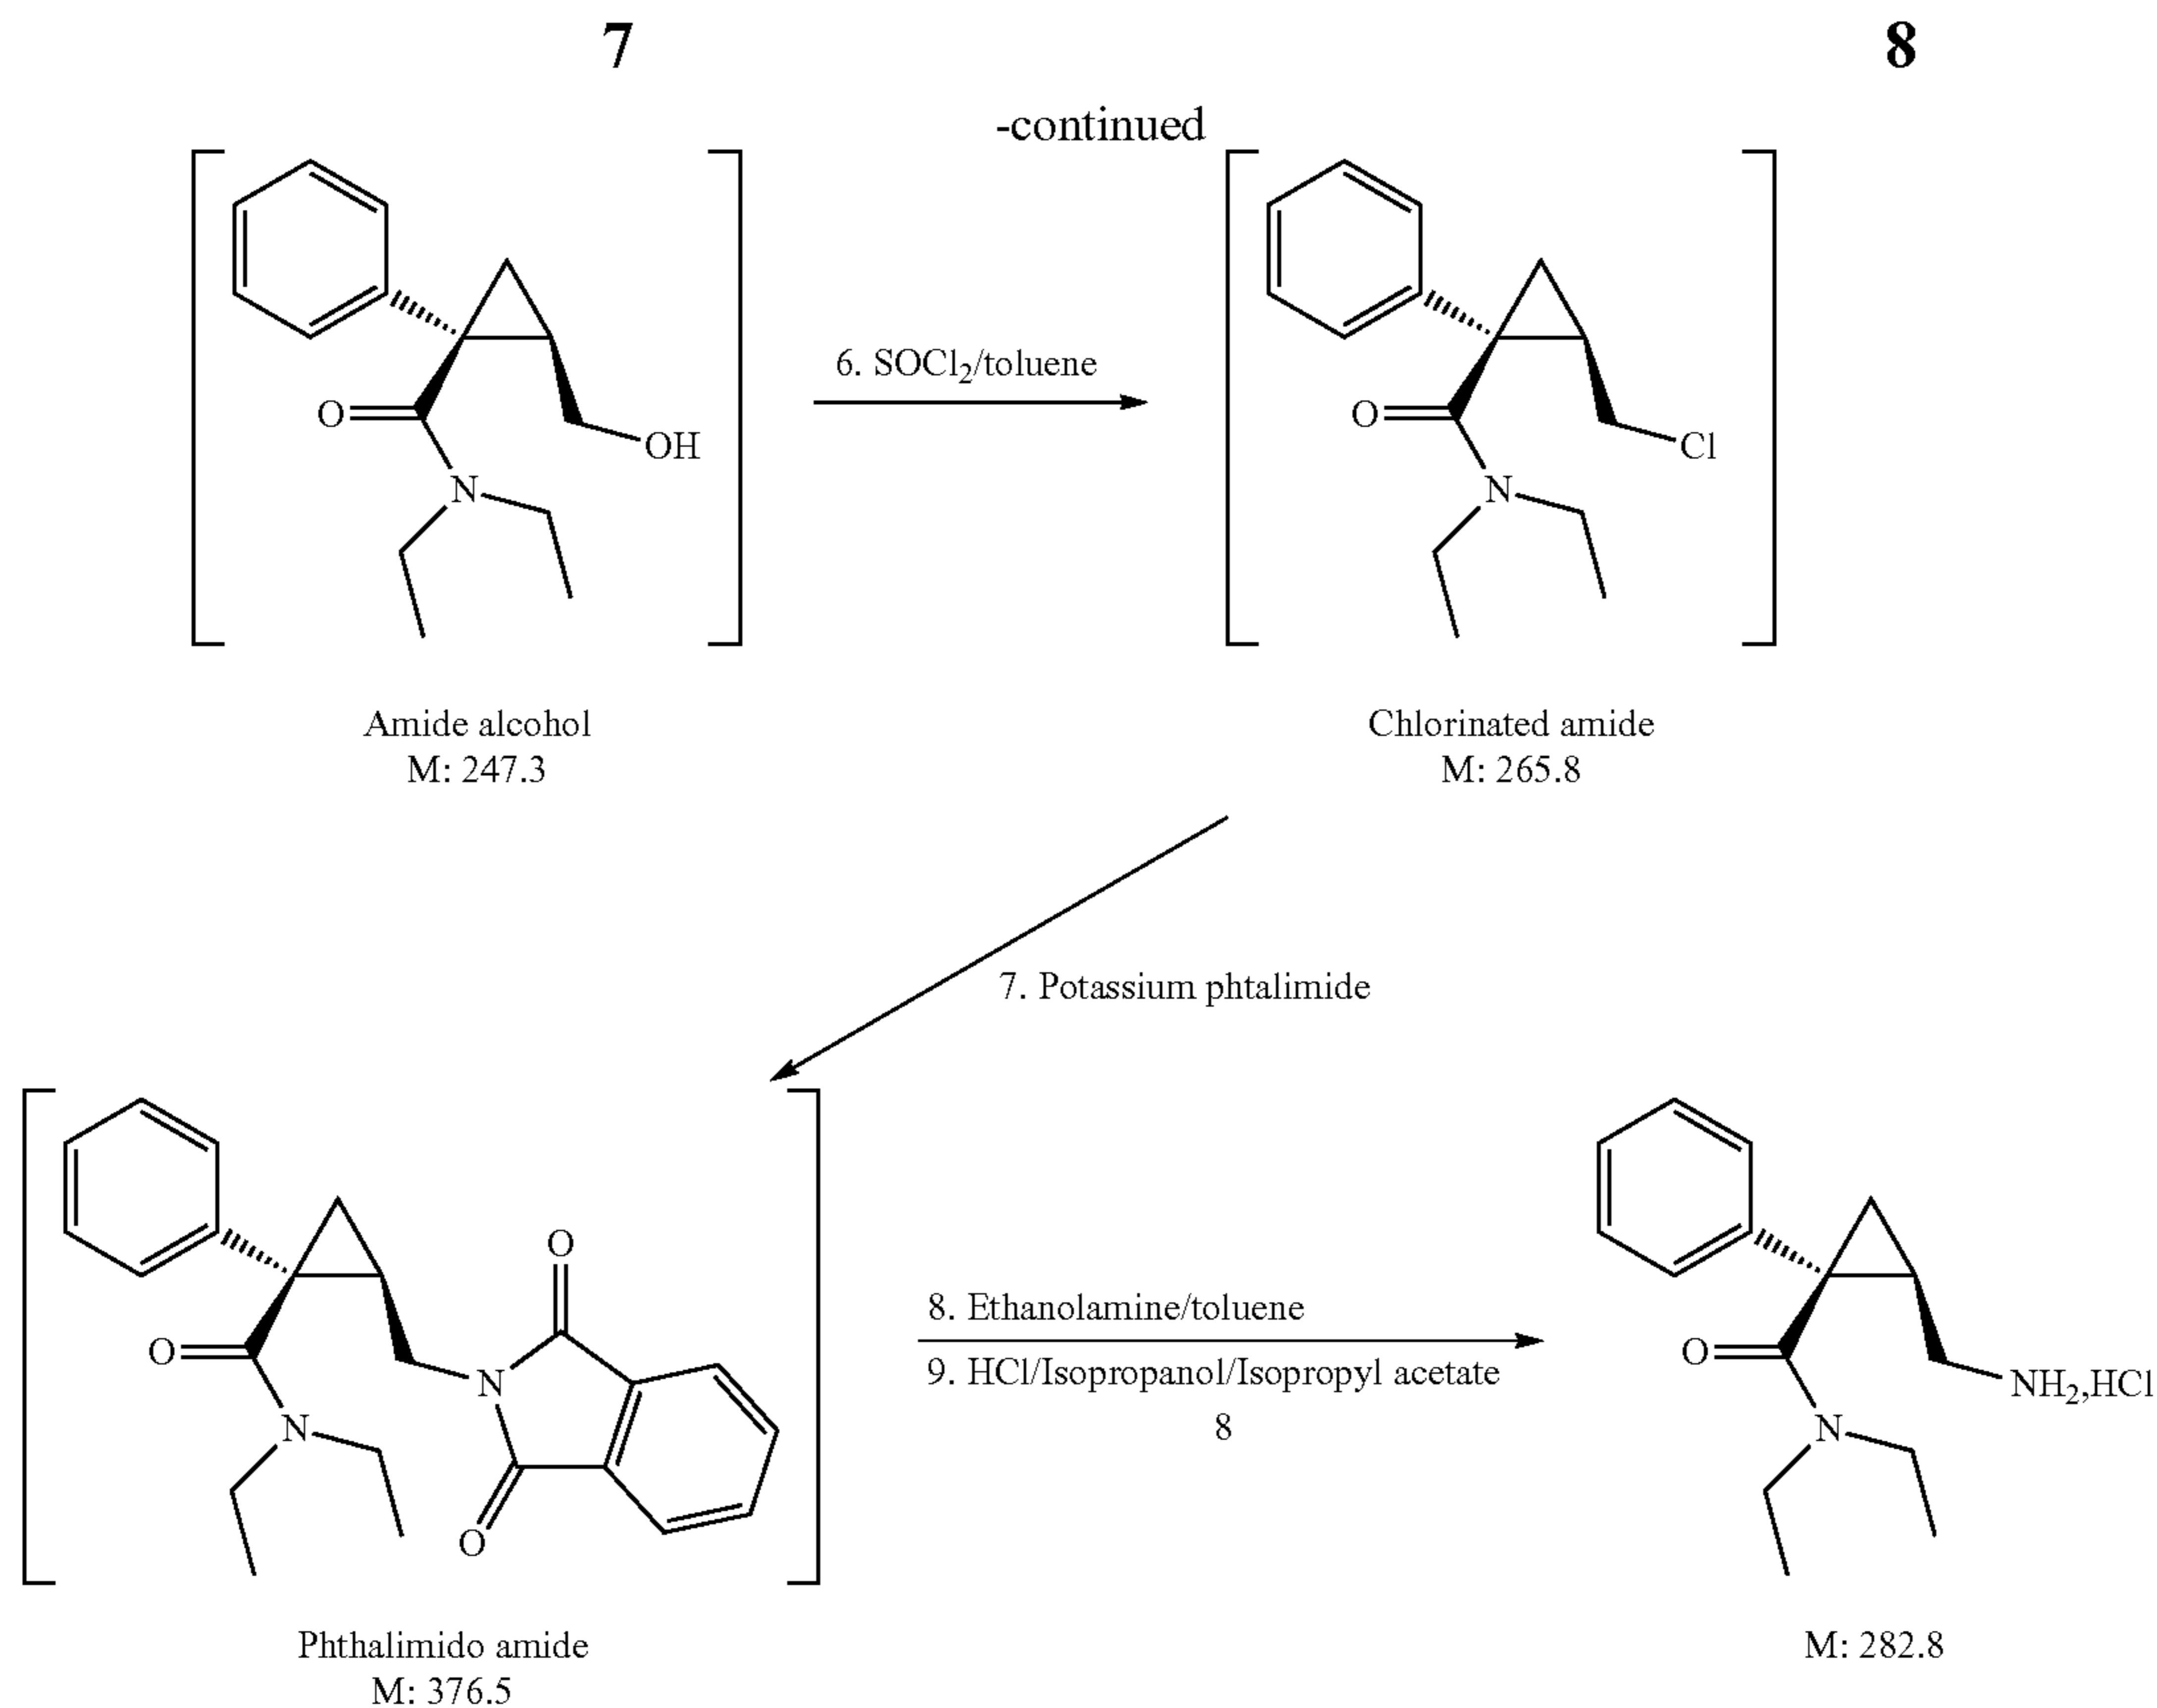 7
8
-continued
6. SOCl2/toluene
O
OH
N
O
Cl
N
Amide alcohol
M: 247.3
Chlorinated amide
M: 265.8
7. Potassium phtalimide
O
O
N
N
O
8. Ethanolamine/toluene
9. HCl/Isopropanol/Isopropyl acetate
8
O
NH2,HCl
N
Phthalimido amide
M: 376.5
M: 282.8